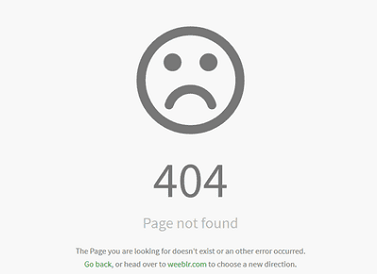 404
Page not found
The Page you are looking for doesn't exist or an other error occurred.
Go back, or head over to weeblr.com to choose a new direction.